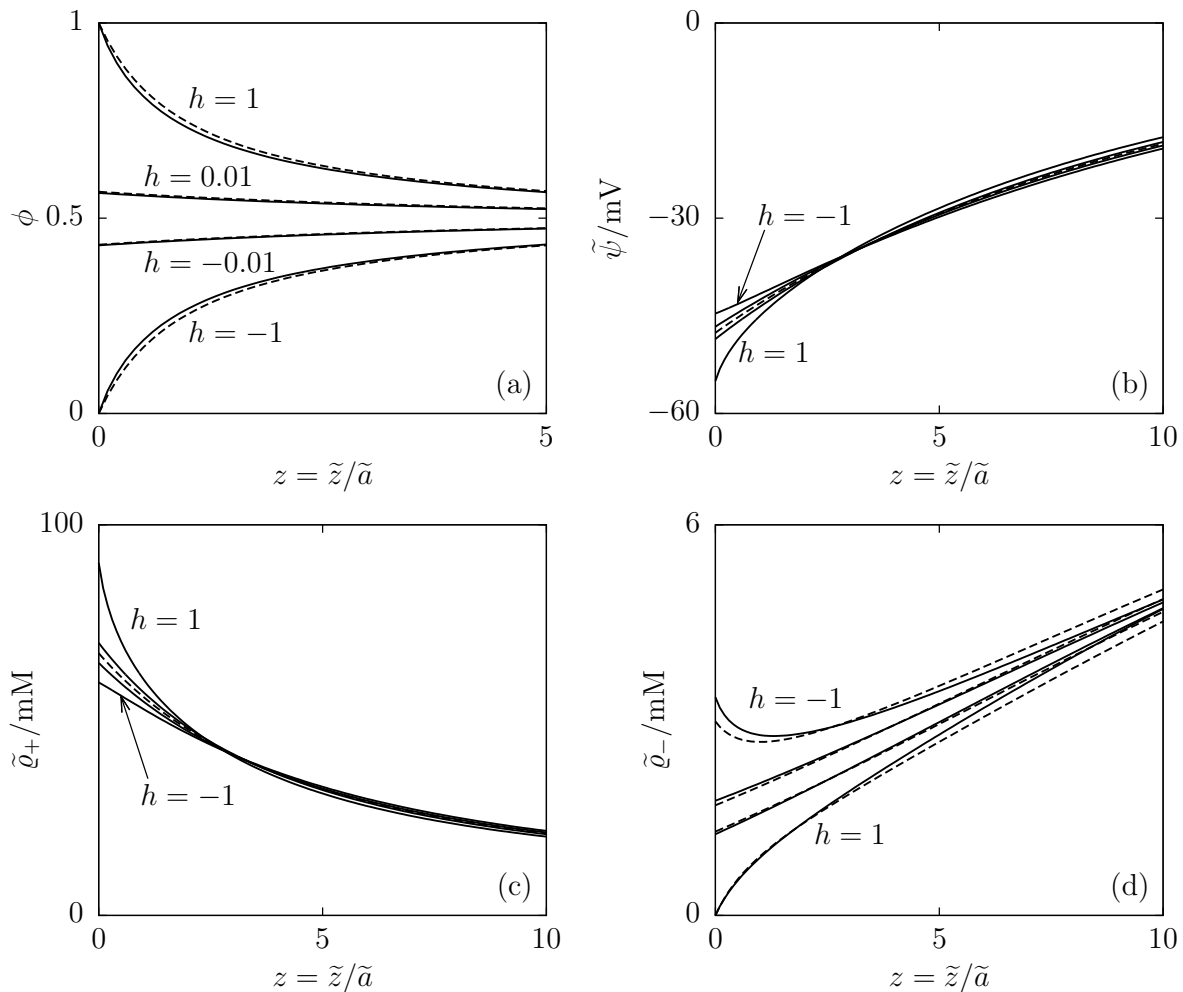 1
0.5
0
ϕ
h = 1
h = 0.01
h = −0.01
h = −1
(a)
0
5
z = z̃/ã
0
−30
−60
ψ̃/mV
h = −1
h = 1
(b)
0
5
10
z = z̃/ã
100
0
ϱ̃₊/mM
h = 1
h = −1
(c)
0
5
10
z = z̃/ã
6
0
ϱ̃₋/mM
h = −1
h = 1
(d)
0
5
10
z = z̃/ã